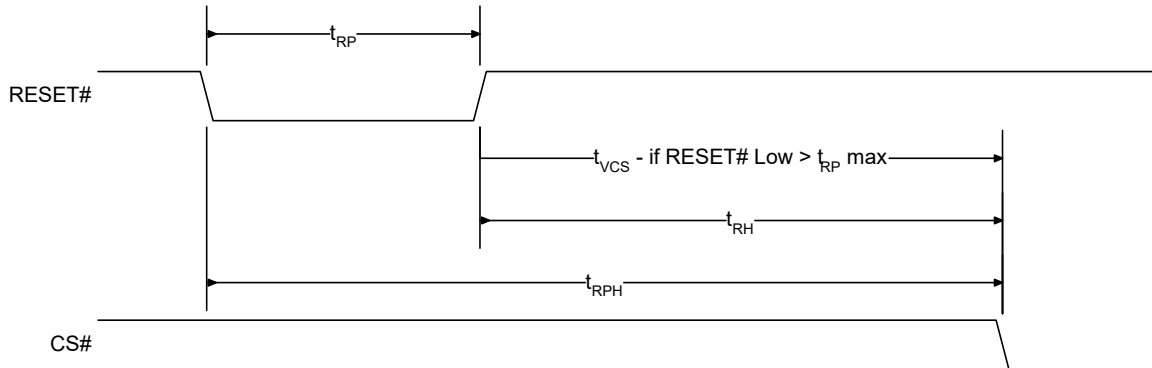 tRP
RESET#
tVCS - if RESET# Low > tRP max
tRH
tRPH
CS#